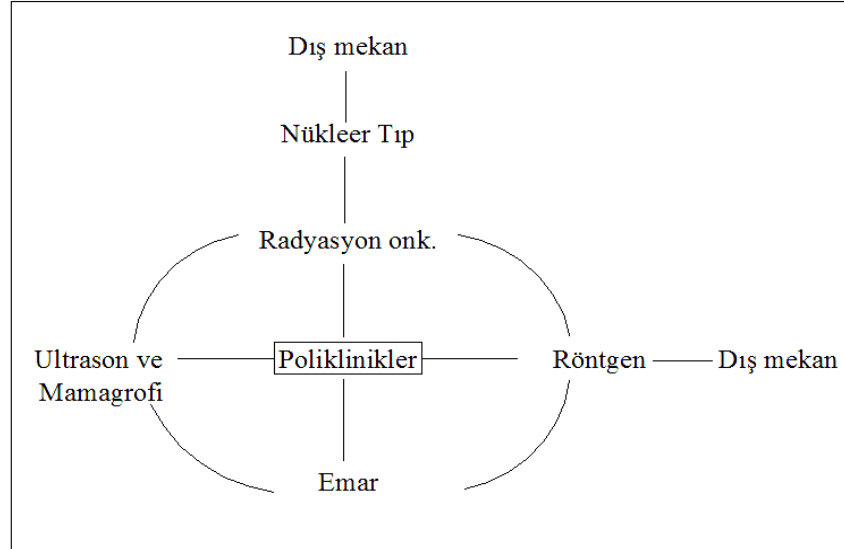 Dış mekan
Nükleer Tıp
Radyasyon onk.
Ultrason ve
Mamagrofi
Poliklinikler
Röntgen
Dış mekan
Emar